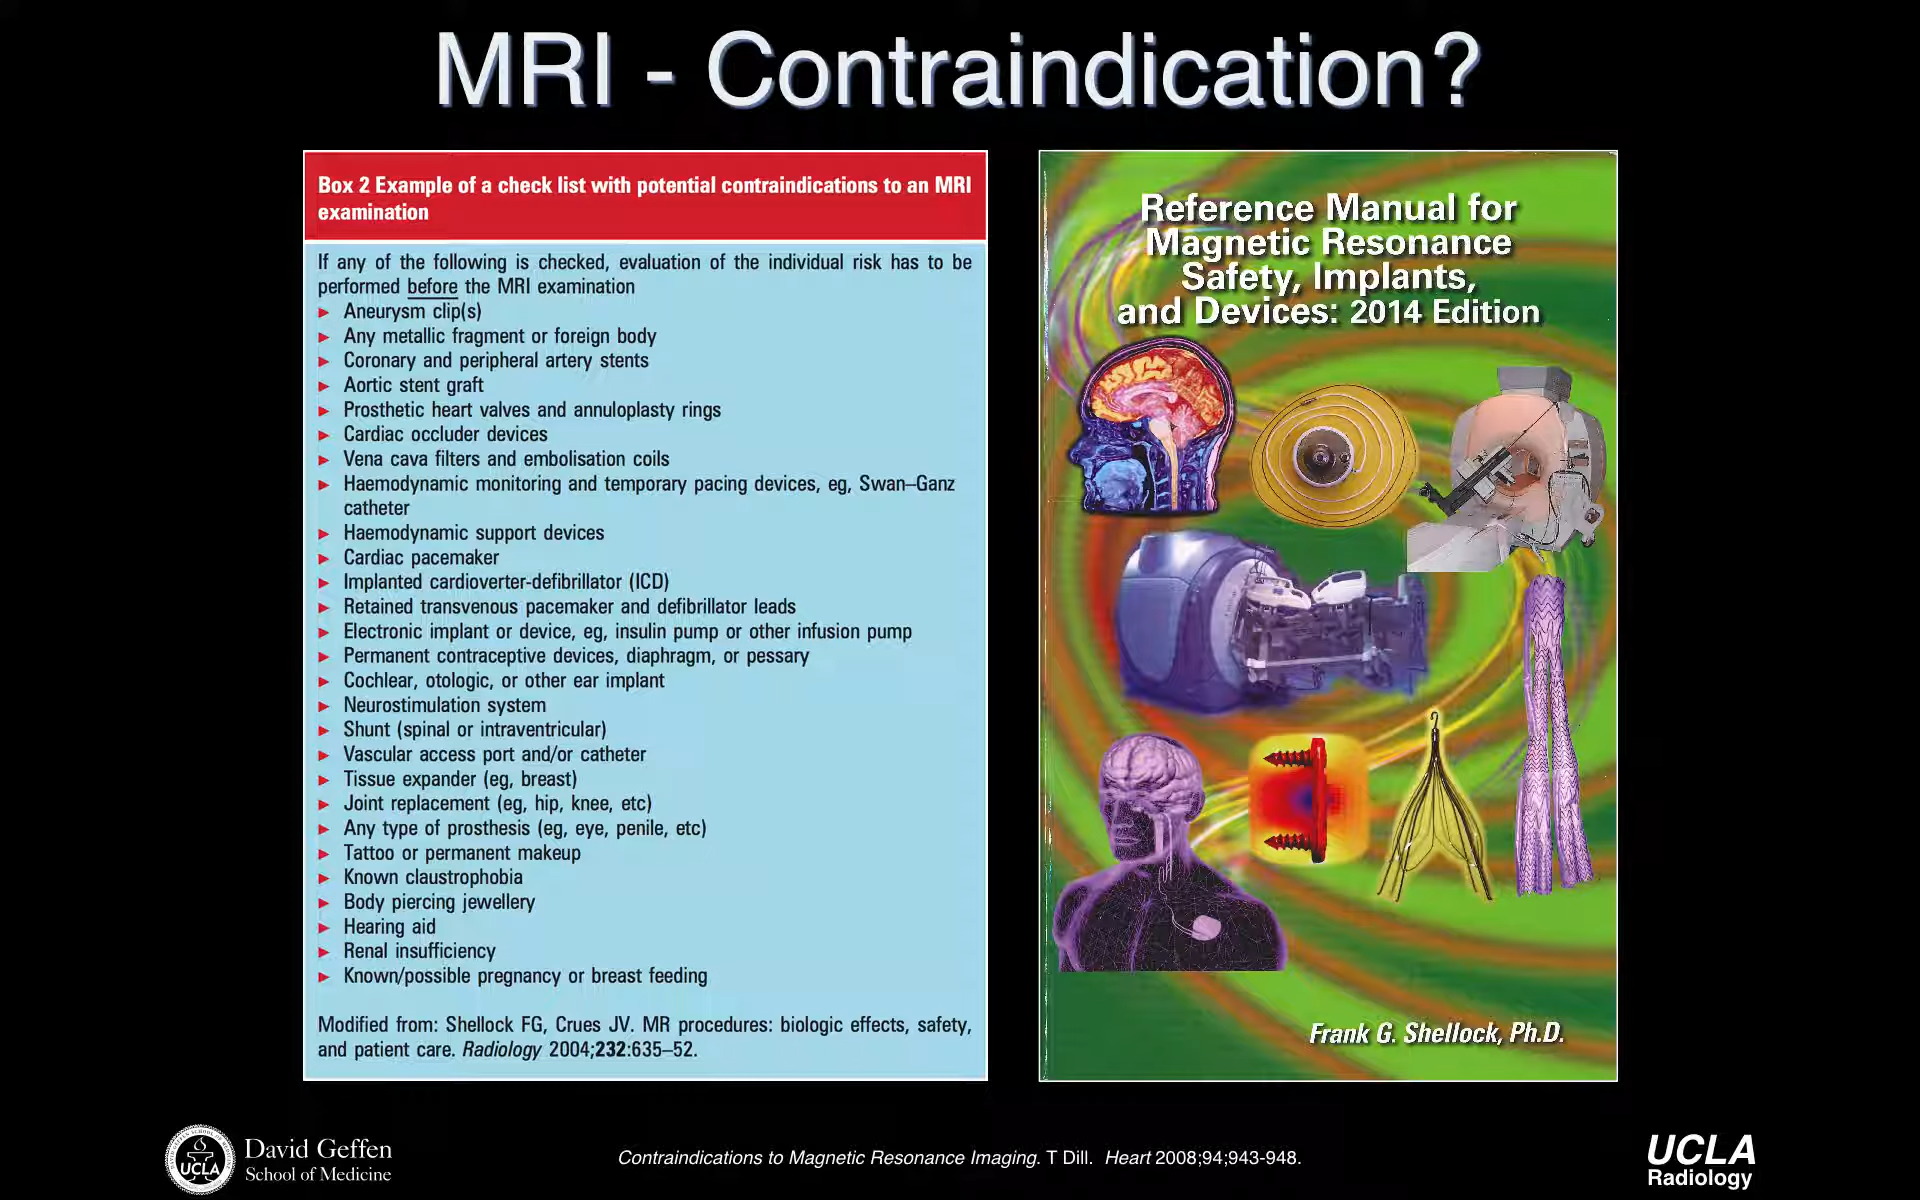 MRI - Contraindication?
Box 2 Example of a check list with potential contraindications to an MRI
examination
If any of the following is checked, evaluation of the individual risk has to be
performed before the MRI examination
► Aneurysm clip(s)
► Any metallic fragment or foreign body
► Coronary and peripheral artery stents
► Aortic stent graft
► Prosthetic heart valves and annuloplasty rings
► Cardiac occluder devices
► Vena cava filters and embolisation coils
► Haemodynamic monitoring and temporary pacing devices, eg, Swan–Ganz
catheter
► Haemodynamic support devices
► Cardiac pacemaker
► Implanted cardioverter-defibrillator (ICD)
► Retained transvenous pacemaker and defibrillator leads
► Electronic implant or device, eg, insulin pump or other infusion pump
► Permanent contraceptive devices, diaphragm, or pessary
► Cochlear, otologic, or other ear implant
► Neurostimulation system
► Shunt (spinal or intraventricular)
► Vascular access port and/or catheter
► Tissue expander (eg, breast)
► Joint replacement (eg, hip, knee, etc)
► Any type of prosthesis (eg, eye, penile, etc)
► Tattoo or permanent makeup
► Known claustrophobia
► Body piercing jewellery
► Hearing aid
► Renal insufficiency
► Known/possible pregnancy or breast feeding
Modified from: Shellock FG, Crues JV. MR procedures: biologic effects, safety,
and patient care. Radiology 2004;232:635–52.
Reference Manual for
Magnetic Resonance
Safety, Implants,
and Devices: 2014 Edition
Frank G. Shellock, Ph.D.
UCLA
David Geffen
School of Medicine
Contraindications to Magnetic Resonance Imaging. T Dill. Heart 2008;94;943-948.
UCLA
Radiology